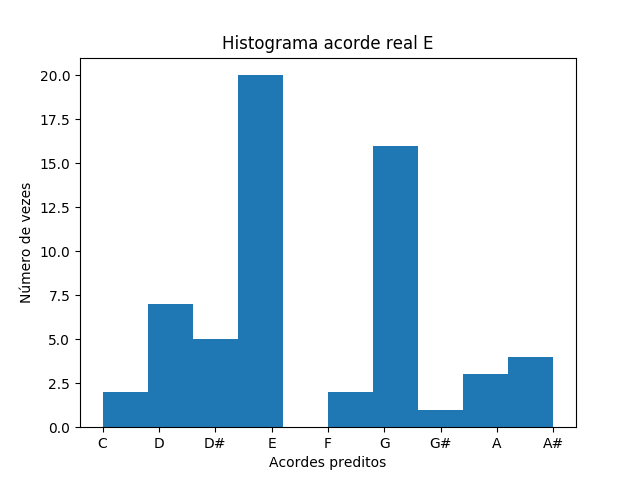 Histograma acorde real E
Número de vezes
20.0
17.5
15.0
12.5
10.0
7.5
5.0
2.5
0.0
C D D# E F G G# A A#
Acordes preditos